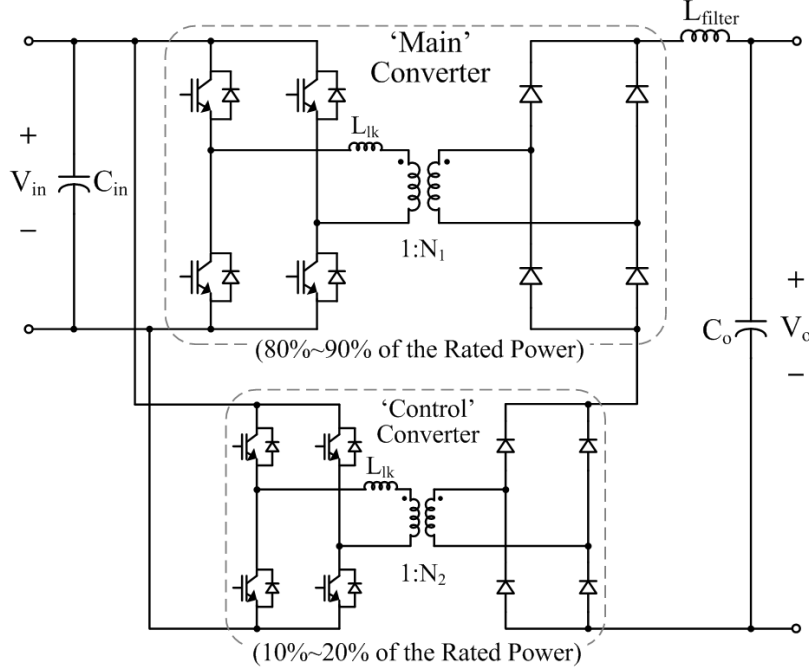 L_filter
'Main'
Converter
L_lk
+
V_in
C_in
−
1:N_1
+
C_o
V_o
−
(80%~90% of the Rated Power)
'Control'
Converter
L_lk
1:N_2
(10%~20% of the Rated Power)